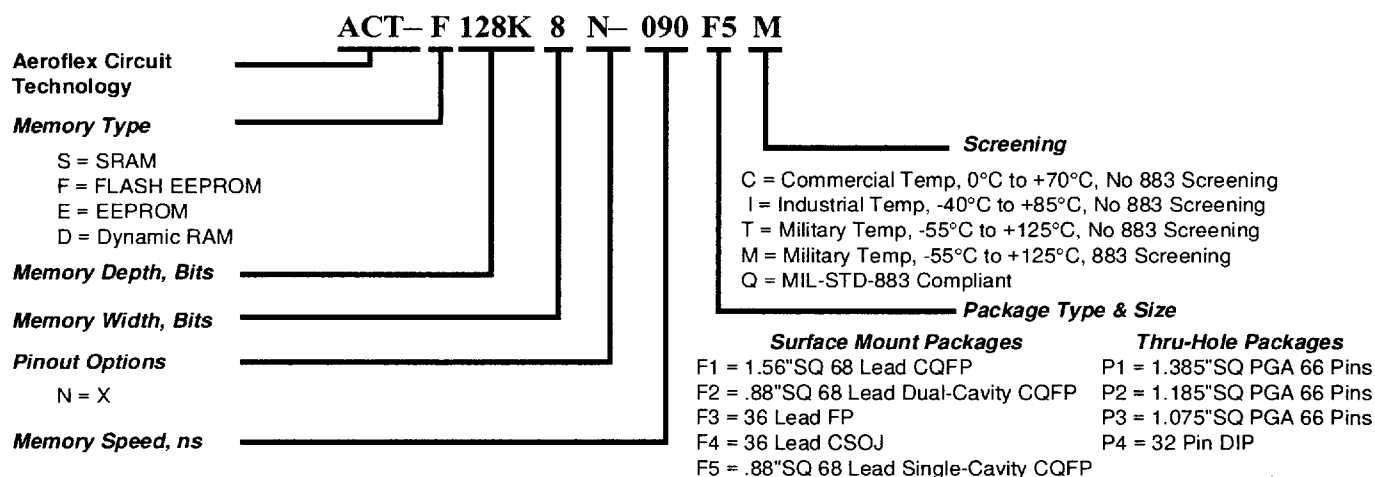 ACT– F 128K 8 N– 090 F5 M
Aeroflex Circuit
Technology
Memory Type
S = SRAM
F = FLASH EEPROM
E = EEPROM
D = Dynamic RAM
Memory Depth, Bits
Memory Width, Bits
Pinout Options
N = X
Memory Speed, ns
Screening
C = Commercial Temp, 0°C to +70°C, No 883 Screening
I = Industrial Temp, -40°C to +85°C, No 883 Screening
T = Military Temp, -55°C to +125°C, No 883 Screening
M = Military Temp, -55°C to +125°C, 883 Screening
Q = MIL-STD-883 Compliant
Package Type & Size
Surface Mount Packages
F1 = 1.56"SQ 68 Lead CQFP
F2 = .88"SQ 68 Lead Dual-Cavity CQFP
F3 = 36 Lead FP
F4 = 36 Lead CSOJ
F5 = .88"SQ 68 Lead Single-Cavity CQFP
Thru-Hole Packages
P1 = 1.385"SQ PGA 66 Pins
P2 = 1.185"SQ PGA 66 Pins
P3 = 1.075"SQ PGA 66 Pins
P4 = 32 Pin DIP